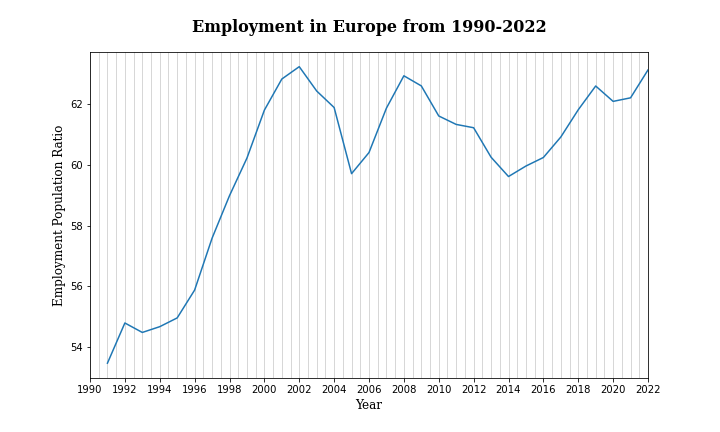 Employment in Europe from 1990-2022
Employment Population Ratio
62
60
58
56
54
1990 1992 1994 1996 1998 2000 2002 2004 2006 2008 2010 2012 2014 2016 2018 2020 2022
Year